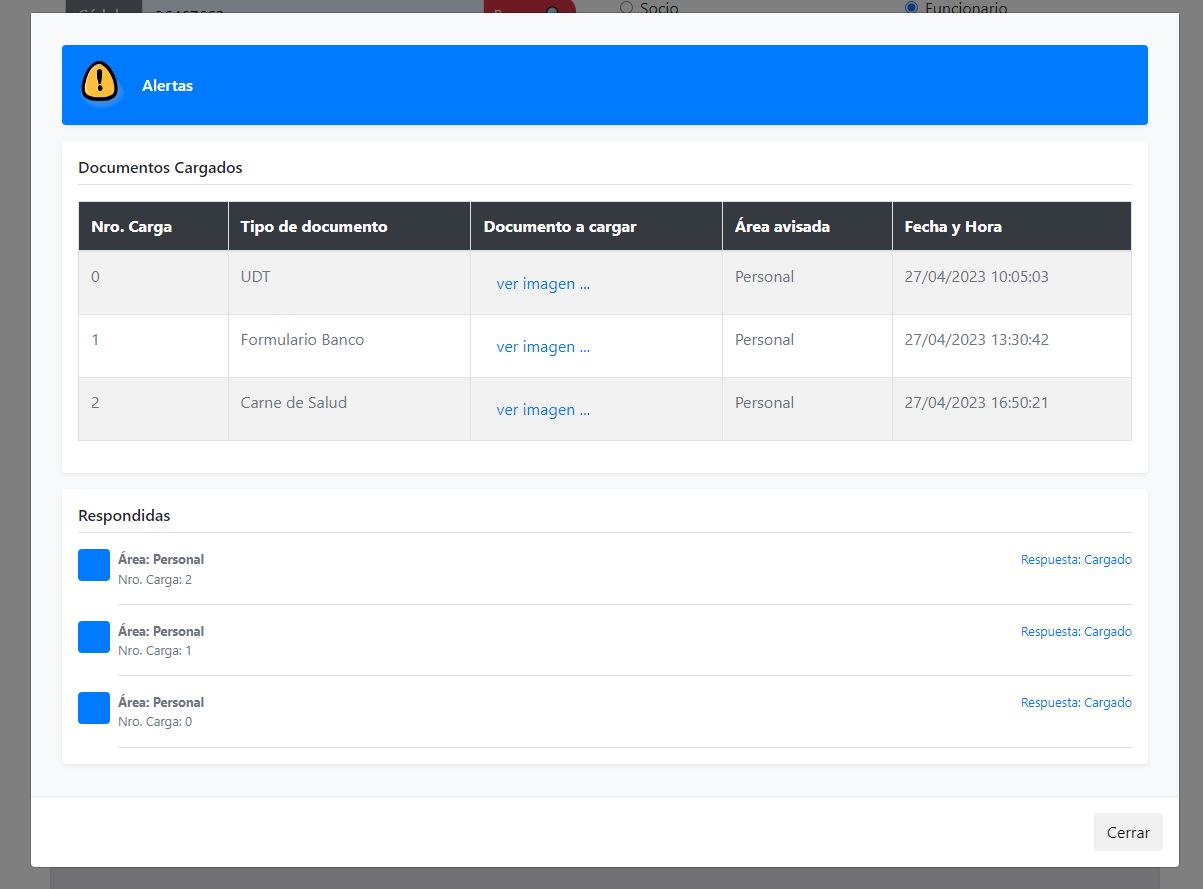 Socio
Funcionario
Alertas
Documentos Cargados
Nro. Carga Tipo de documento Documento a cargar Área avisada Fecha y Hora
0 UDT ver imagen ... Personal 27/04/2023 10:05:03
1 Formulario Banco ver imagen ... Personal 27/04/2023 13:30:42
2 Carne de Salud ver imagen ... Personal 27/04/2023 16:50:21
Respondidas
Área: Personal Respuesta: Cargado
Nro. Carga: 2
Área: Personal Respuesta: Cargado
Nro. Carga: 1
Área: Personal Respuesta: Cargado
Nro. Carga: 0
Cerrar